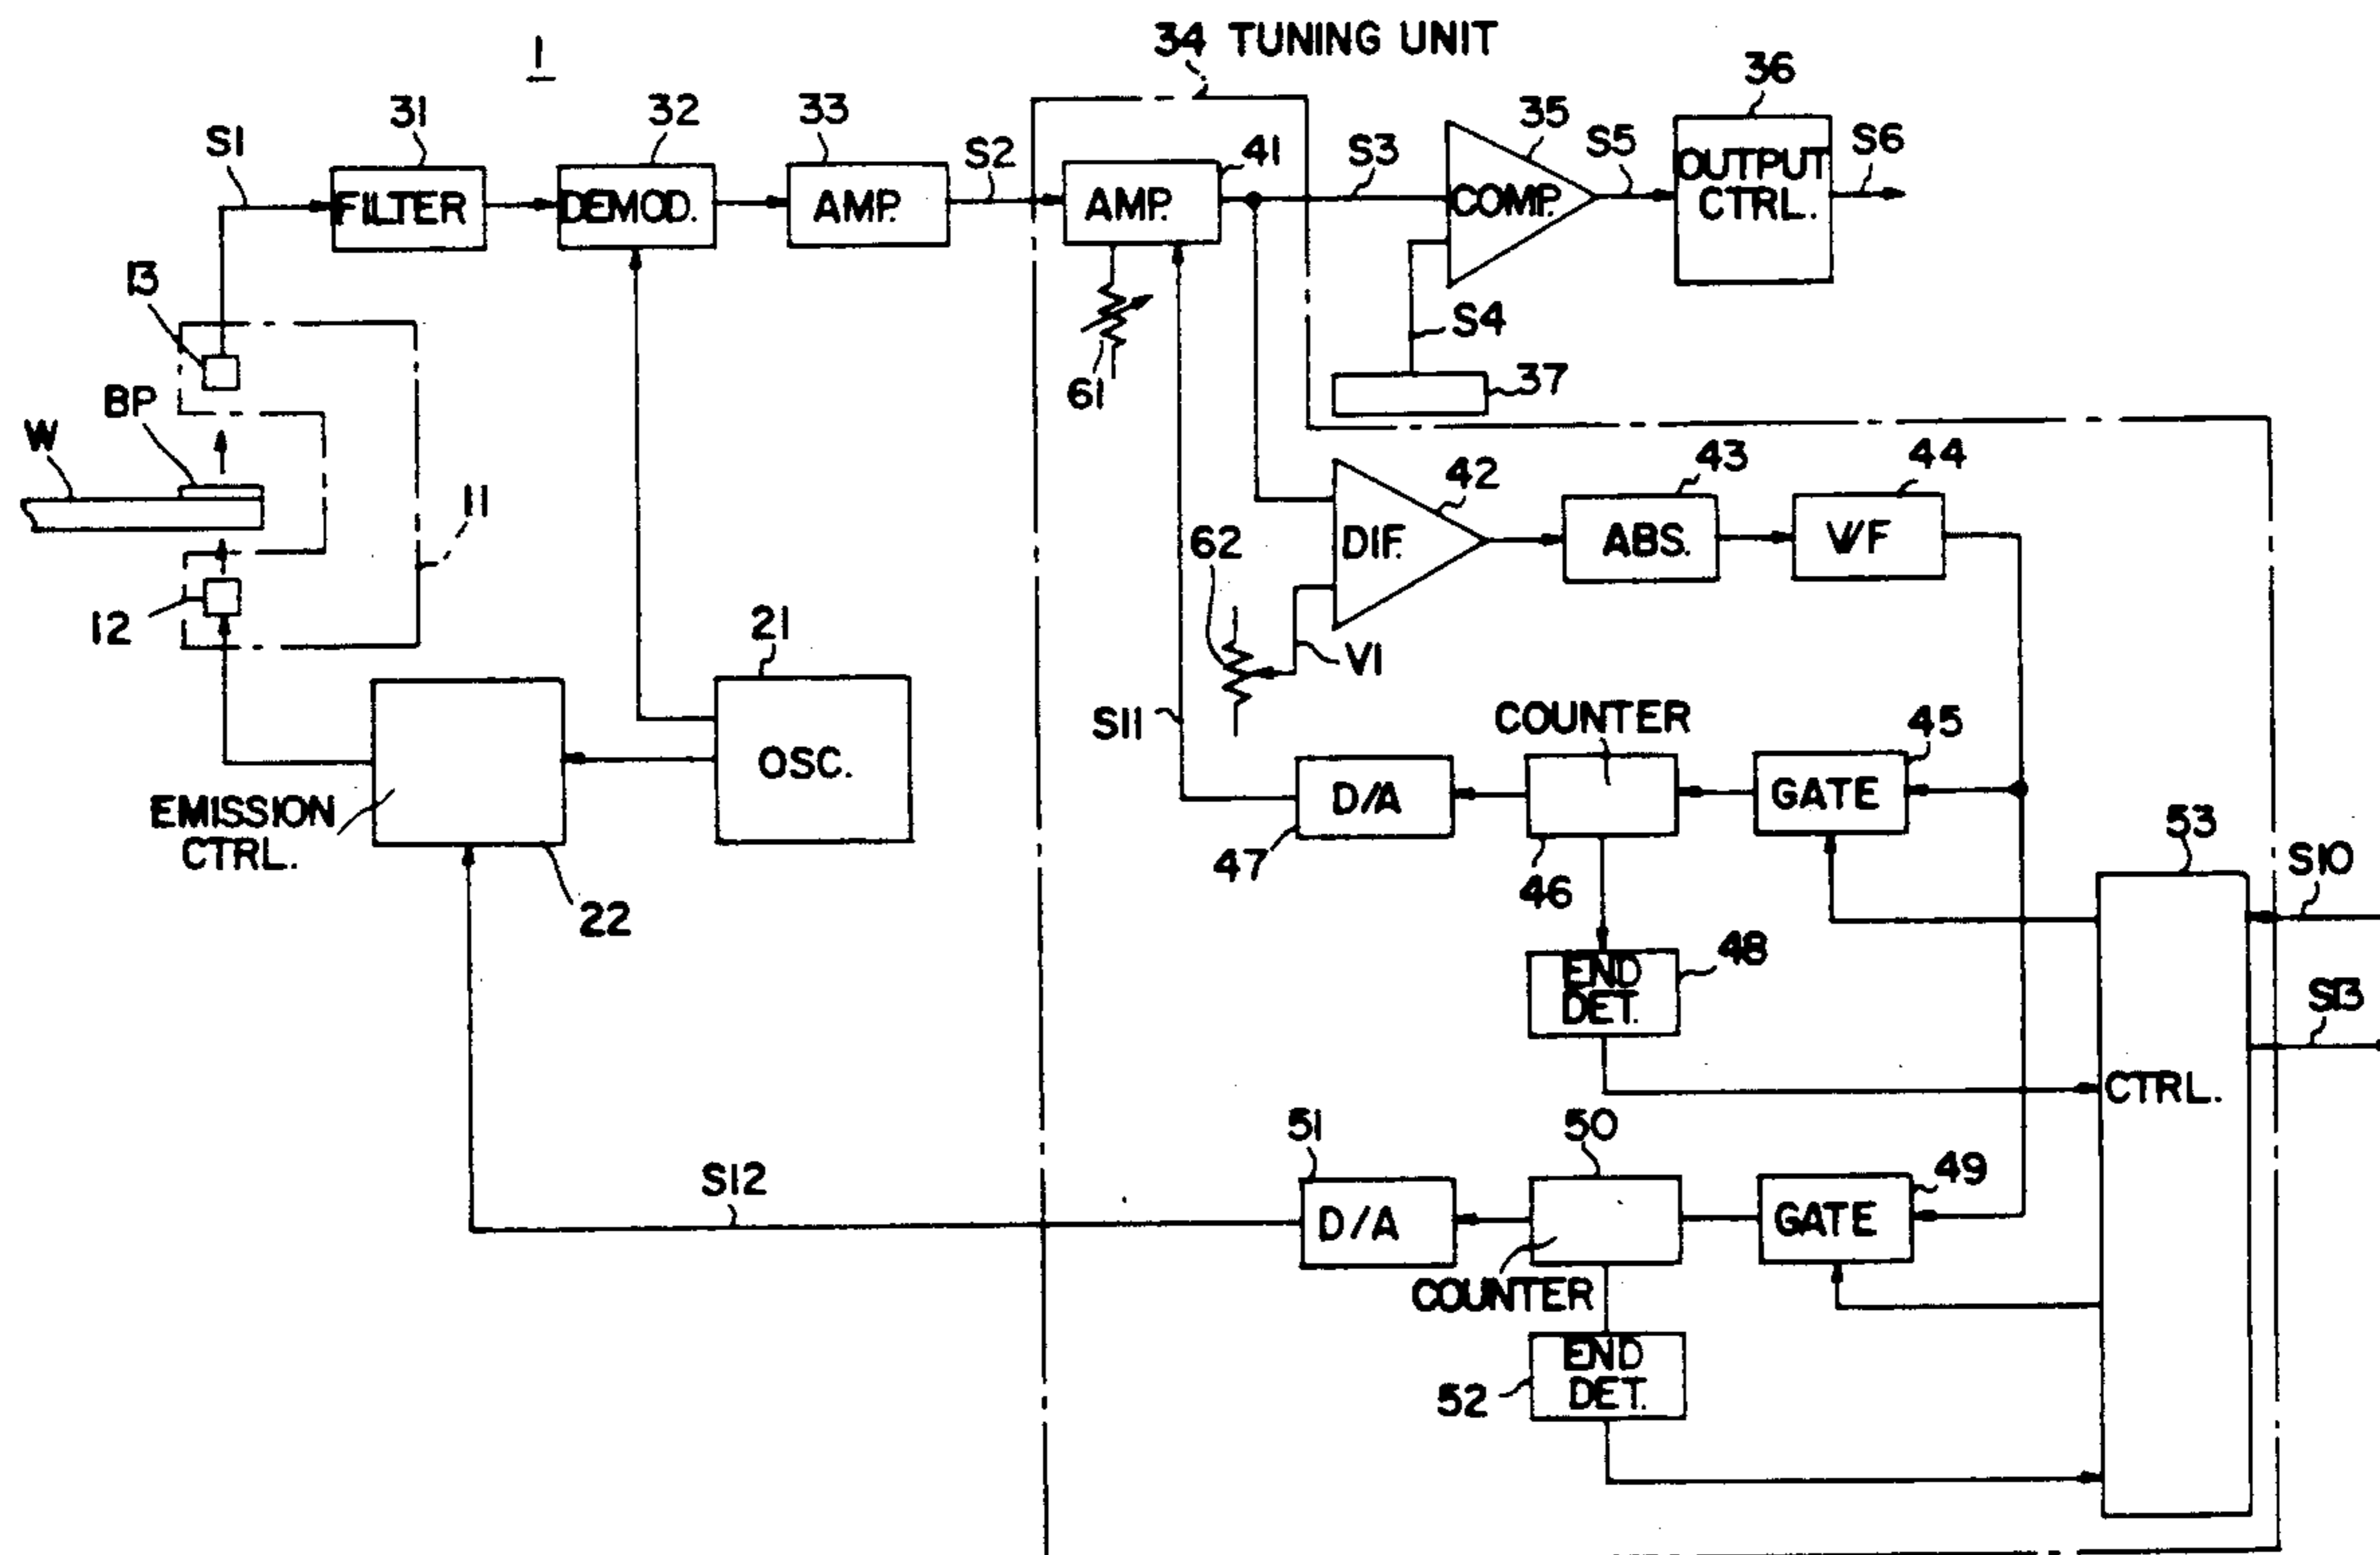 1
34 TUNING UNIT
31
32
33
S1
S2
41
S3
35
S5
36
S6
FILTER
DEMOD.
AMP.
AMP.
COMP.
OUTPUT
CTRL.
13
61
S4
37
BP
W
11
12
42
43
44
DIF.
ABS.
V/F
62
V1
21
S11
COUNTER
45
OSC.
D/A
GATE
EMISSION
CTRL.
22
47
46
53
S10
48
END
DET.
S13
CTRL.
51
50
49
S12
D/A
GATE
COUNTER
END
DET.
52